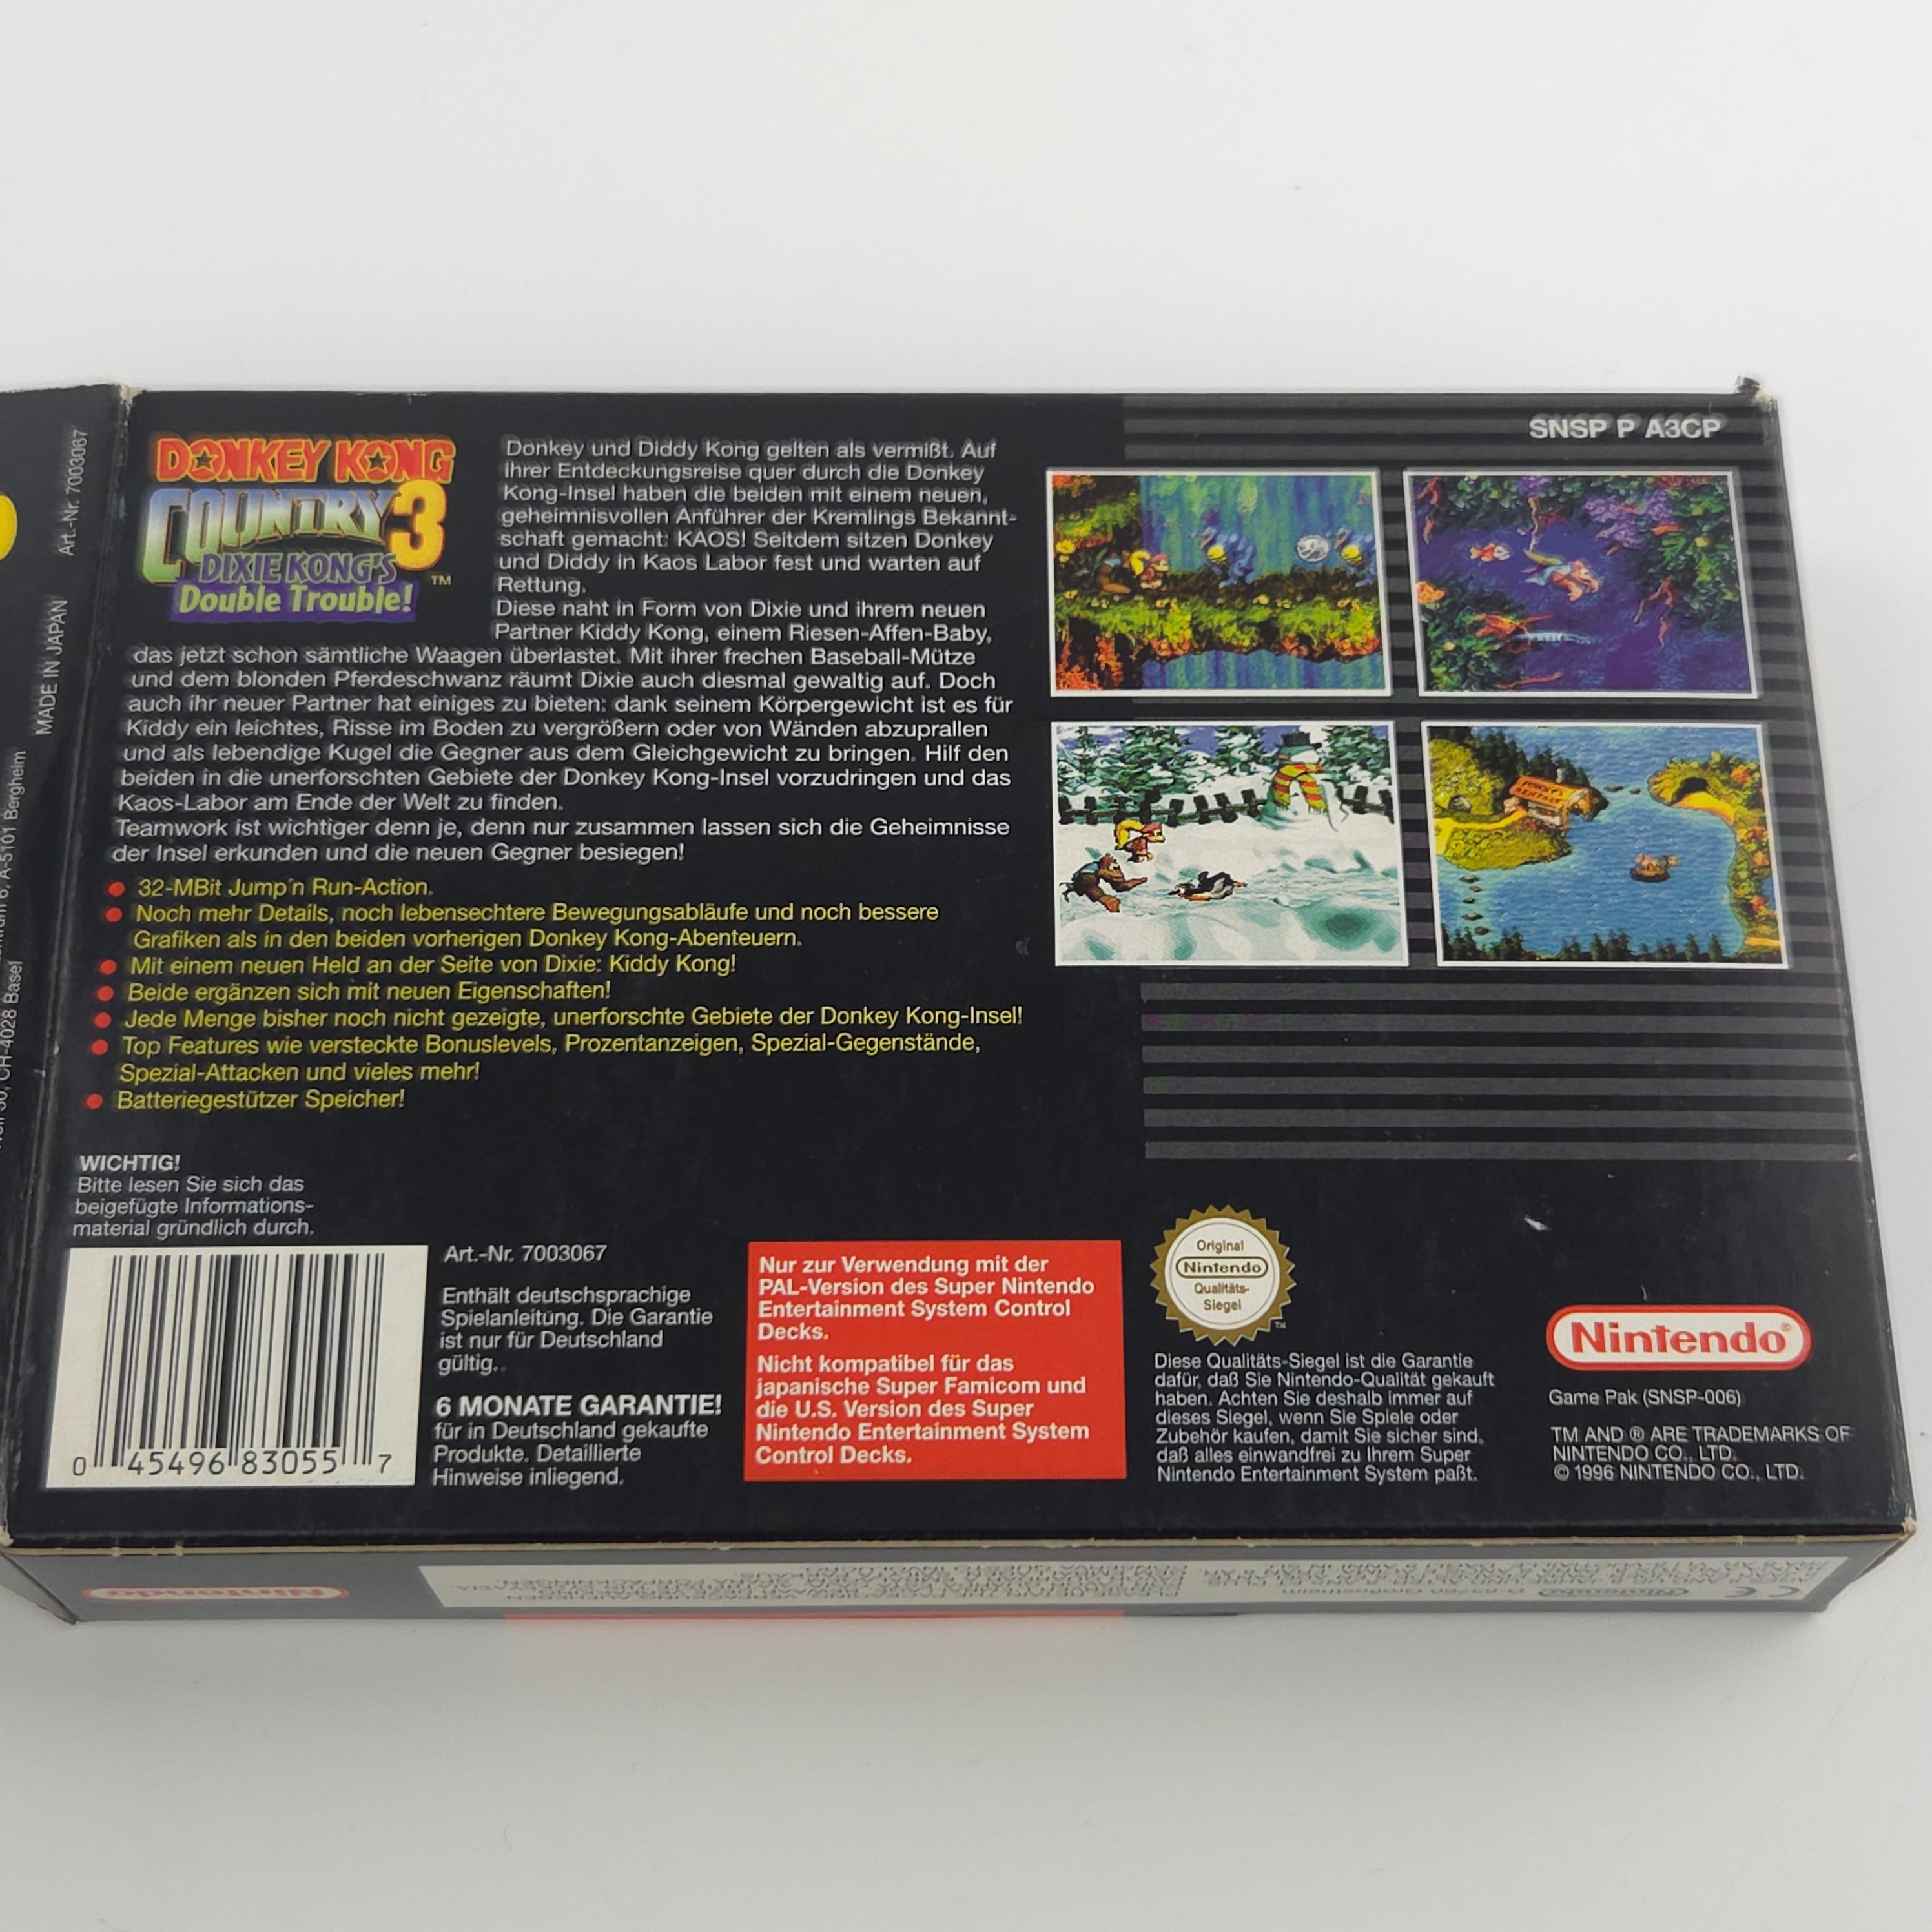 Art.-Nr. 7003067
MADE IN JAPAN
A-5101 Bergheim
CH-4028 Basel
SNSP P A3CP
DONKEY KONG
COUNTRY 3
DIXIE KONG'S
Double Trouble! TM
Donkey und Diddy Kong gelten als vermißt. Auf
ihrer Entdeckungsreise quer durch die Donkey
Kong-Insel haben die beiden mit einem neuen,
geheimnisvollen Anführer der Kremlings Bekannt-
schaft gemacht: KAOS! Seitdem sitzen Donkey
und Diddy in Kaos Labor fest und warten auf
Rettung.
Diese naht in Form von Dixie und ihrem neuen
Partner Kiddy Kong, einem Riesen-Affen-Baby,
das jetzt schon sämtliche Waagen überlastet. Mit ihrer frechen Baseball-Mütze
und dem blonden Pferdeschwanz räumt Dixie auch diesmal gewaltig auf. Doch
auch ihr neuer Partner hat einiges zu bieten: dank seinem Körpergewicht ist es für
Kiddy ein leichtes, Risse im Boden zu vergrößern oder von Wänden abzuprallen
und als lebendige Kugel die Gegner aus dem Gleichgewicht zu bringen. Hilf den
beiden in die unerforschten Gebiete der Donkey Kong-Insel vorzudringen und das
Kaos-Labor am Ende der Welt zu finden.
Teamwork ist wichtiger denn je, denn nur zusammen lassen sich die Geheimnisse
der Insel erkunden und die neuen Gegner besiegen!
● 32-MBit Jump'n Run-Action.
● Noch mehr Details, noch lebensechtere Bewegungsabläufe und noch bessere
Grafiken als in den beiden vorherigen Donkey Kong-Abenteuern.
● Mit einem neuen Held an der Seite von Dixie: Kiddy Kong!
● Beide ergänzen sich mit neuen Eigenschaften!
● Jede Menge bisher noch nicht gezeigte, unerforschte Gebiete der Donkey Kong-Insel!
● Top Features wie versteckte Bonuslevels, Prozentanzeigen, Spezial-Gegenstände,
Spezial-Attacken und vieles mehr!
● Batteriegestützer Speicher!
WICHTIG!
Bitte lesen Sie sich das
beigefügte Informations-
material gründlich durch.
0 45496 83055 7
Art.-Nr. 7003067
Enthält deutschsprachige
Spielanleitung. Die Garantie
ist nur für Deutschland
gültig.
6 MONATE GARANTIE!
für in Deutschland gekaufte
Produkte. Detaillierte
Hinweise inliegend.
Nur zur Verwendung mit der
PAL-Version des Super Nintendo
Entertainment System Control
Decks.
Nicht kompatibel für das
japanische Super Famicom und
die U.S. Version des Super
Nintendo Entertainment System
Control Decks.
Original
Nintendo
Qualitäts-
Siegel
TM
Diese Qualitäts-Siegel ist die Garantie
dafür, daß Sie Nintendo-Qualität gekauft
haben. Achten Sie deshalb immer auf
dieses Siegel, wenn Sie Spiele oder
Zubehör kaufen, damit Sie sicher sind,
daß alles einwandfrei zu Ihrem Super
Nintendo Entertainment System paßt.
Nintendo®
Game Pak (SNSP-006)
TM AND ® ARE TRADEMARKS OF
NINTENDO CO., LTD.
© 1996 NINTENDO CO., LTD.
Nintendo
Nintendo
CE